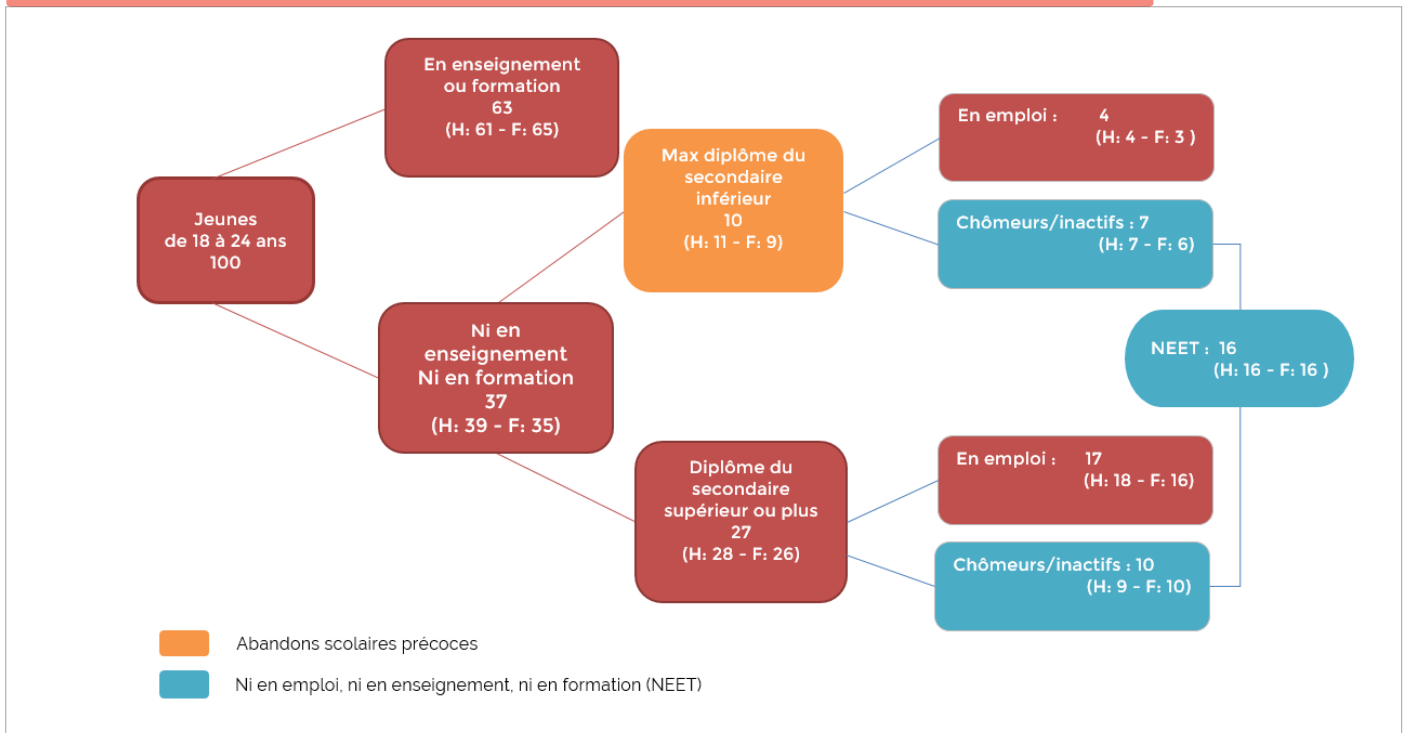 En enseignement
ou formation
63
(H: 61 - F: 65)
Jeunes
de 18 à 24 ans
100
Ni en
enseignement
Ni en formation
37
(H: 39 - F: 35)
Max diplôme du
secondaire
inférieur
10
(H: 11 - F: 9)
Diplôme du
secondaire
supérieur ou plus
27
(H: 28 - F: 26)
En emploi : 4
(H: 4 - F: 3 )
Chômeurs/inactifs : 7
(H: 7 - F: 6)
NEET : 16
(H: 16 - F: 16 )
En emploi : 17
(H: 18 - F: 16)
Chômeurs/inactifs : 10
(H: 9 - F: 10)
Abandons scolaires précoces
Ni en emploi, ni en enseignement, ni en formation (NEET)